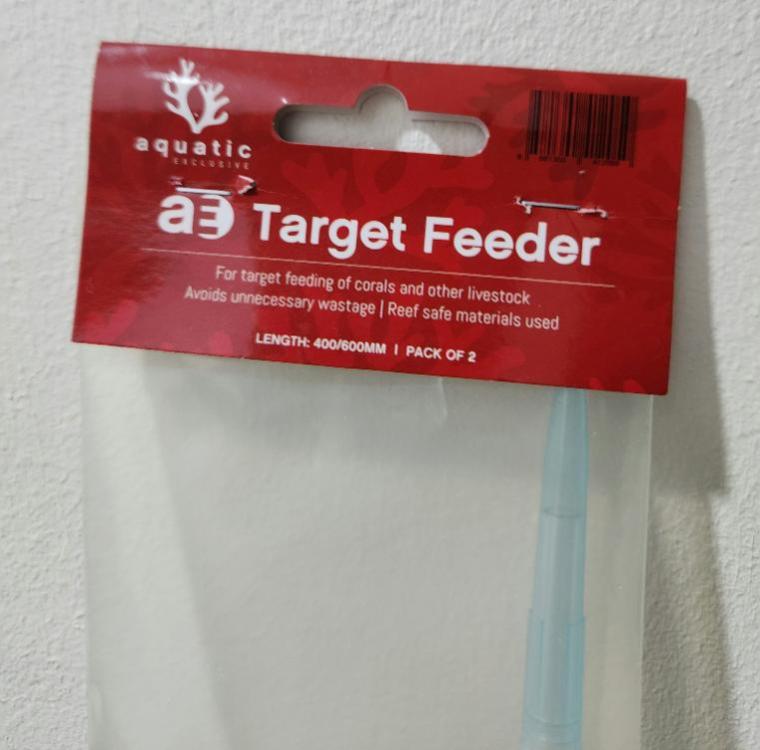 aquatic
EXCLUSIVE
ae Target Feeder
For target feeding of corals and other livestock
Avoids unnecessary wastage | Reef safe materials used
LENGTH: 400/600MM | PACK OF 2